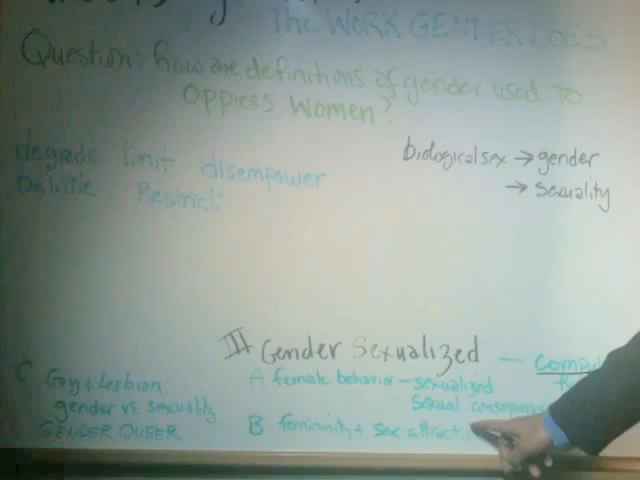 The WORK GENDER DOES
Question: how are definitions of gender used to
Oppress Women?
degrade limit disempower
Belittle Restrict
biological sex → gender
→ sexuality
III Gender Sexualized —
C Gay + Lesbian
gender vs. sexuality
GENDER QUEER
A female behavior – sexualized
sexual
B femininity + sex